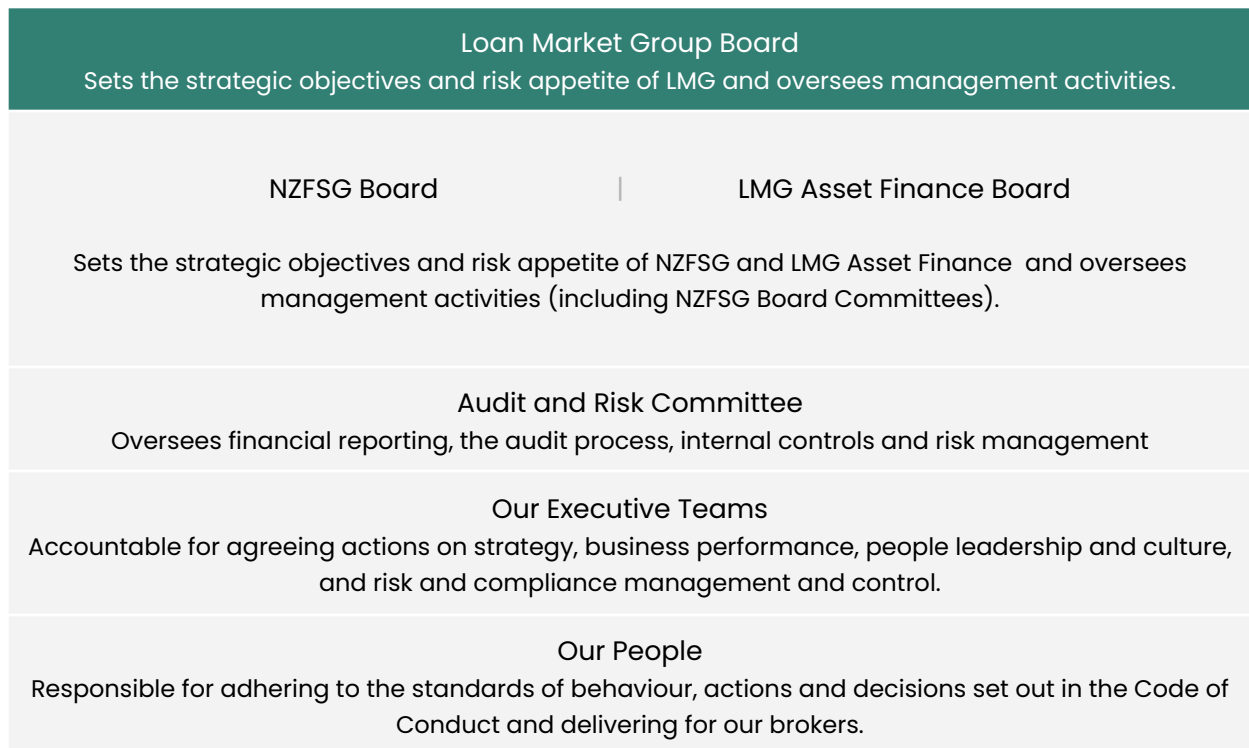 Loan Market Group Board
Sets the strategic objectives and risk appetite of LMG and oversees management activities.
NZFSG Board | LMG Asset Finance Board
Sets the strategic objectives and risk appetite of NZFSG and LMG Asset Finance and oversees
management activities (including NZFSG Board Committees).
Audit and Risk Committee
Oversees financial reporting, the audit process, internal controls and risk management
Our Executive Teams
Accountable for agreeing actions on strategy, business performance, people leadership and culture,
and risk and compliance management and control.
Our People
Responsible for adhering to the standards of behaviour, actions and decisions set out in the Code of
Conduct and delivering for our brokers.